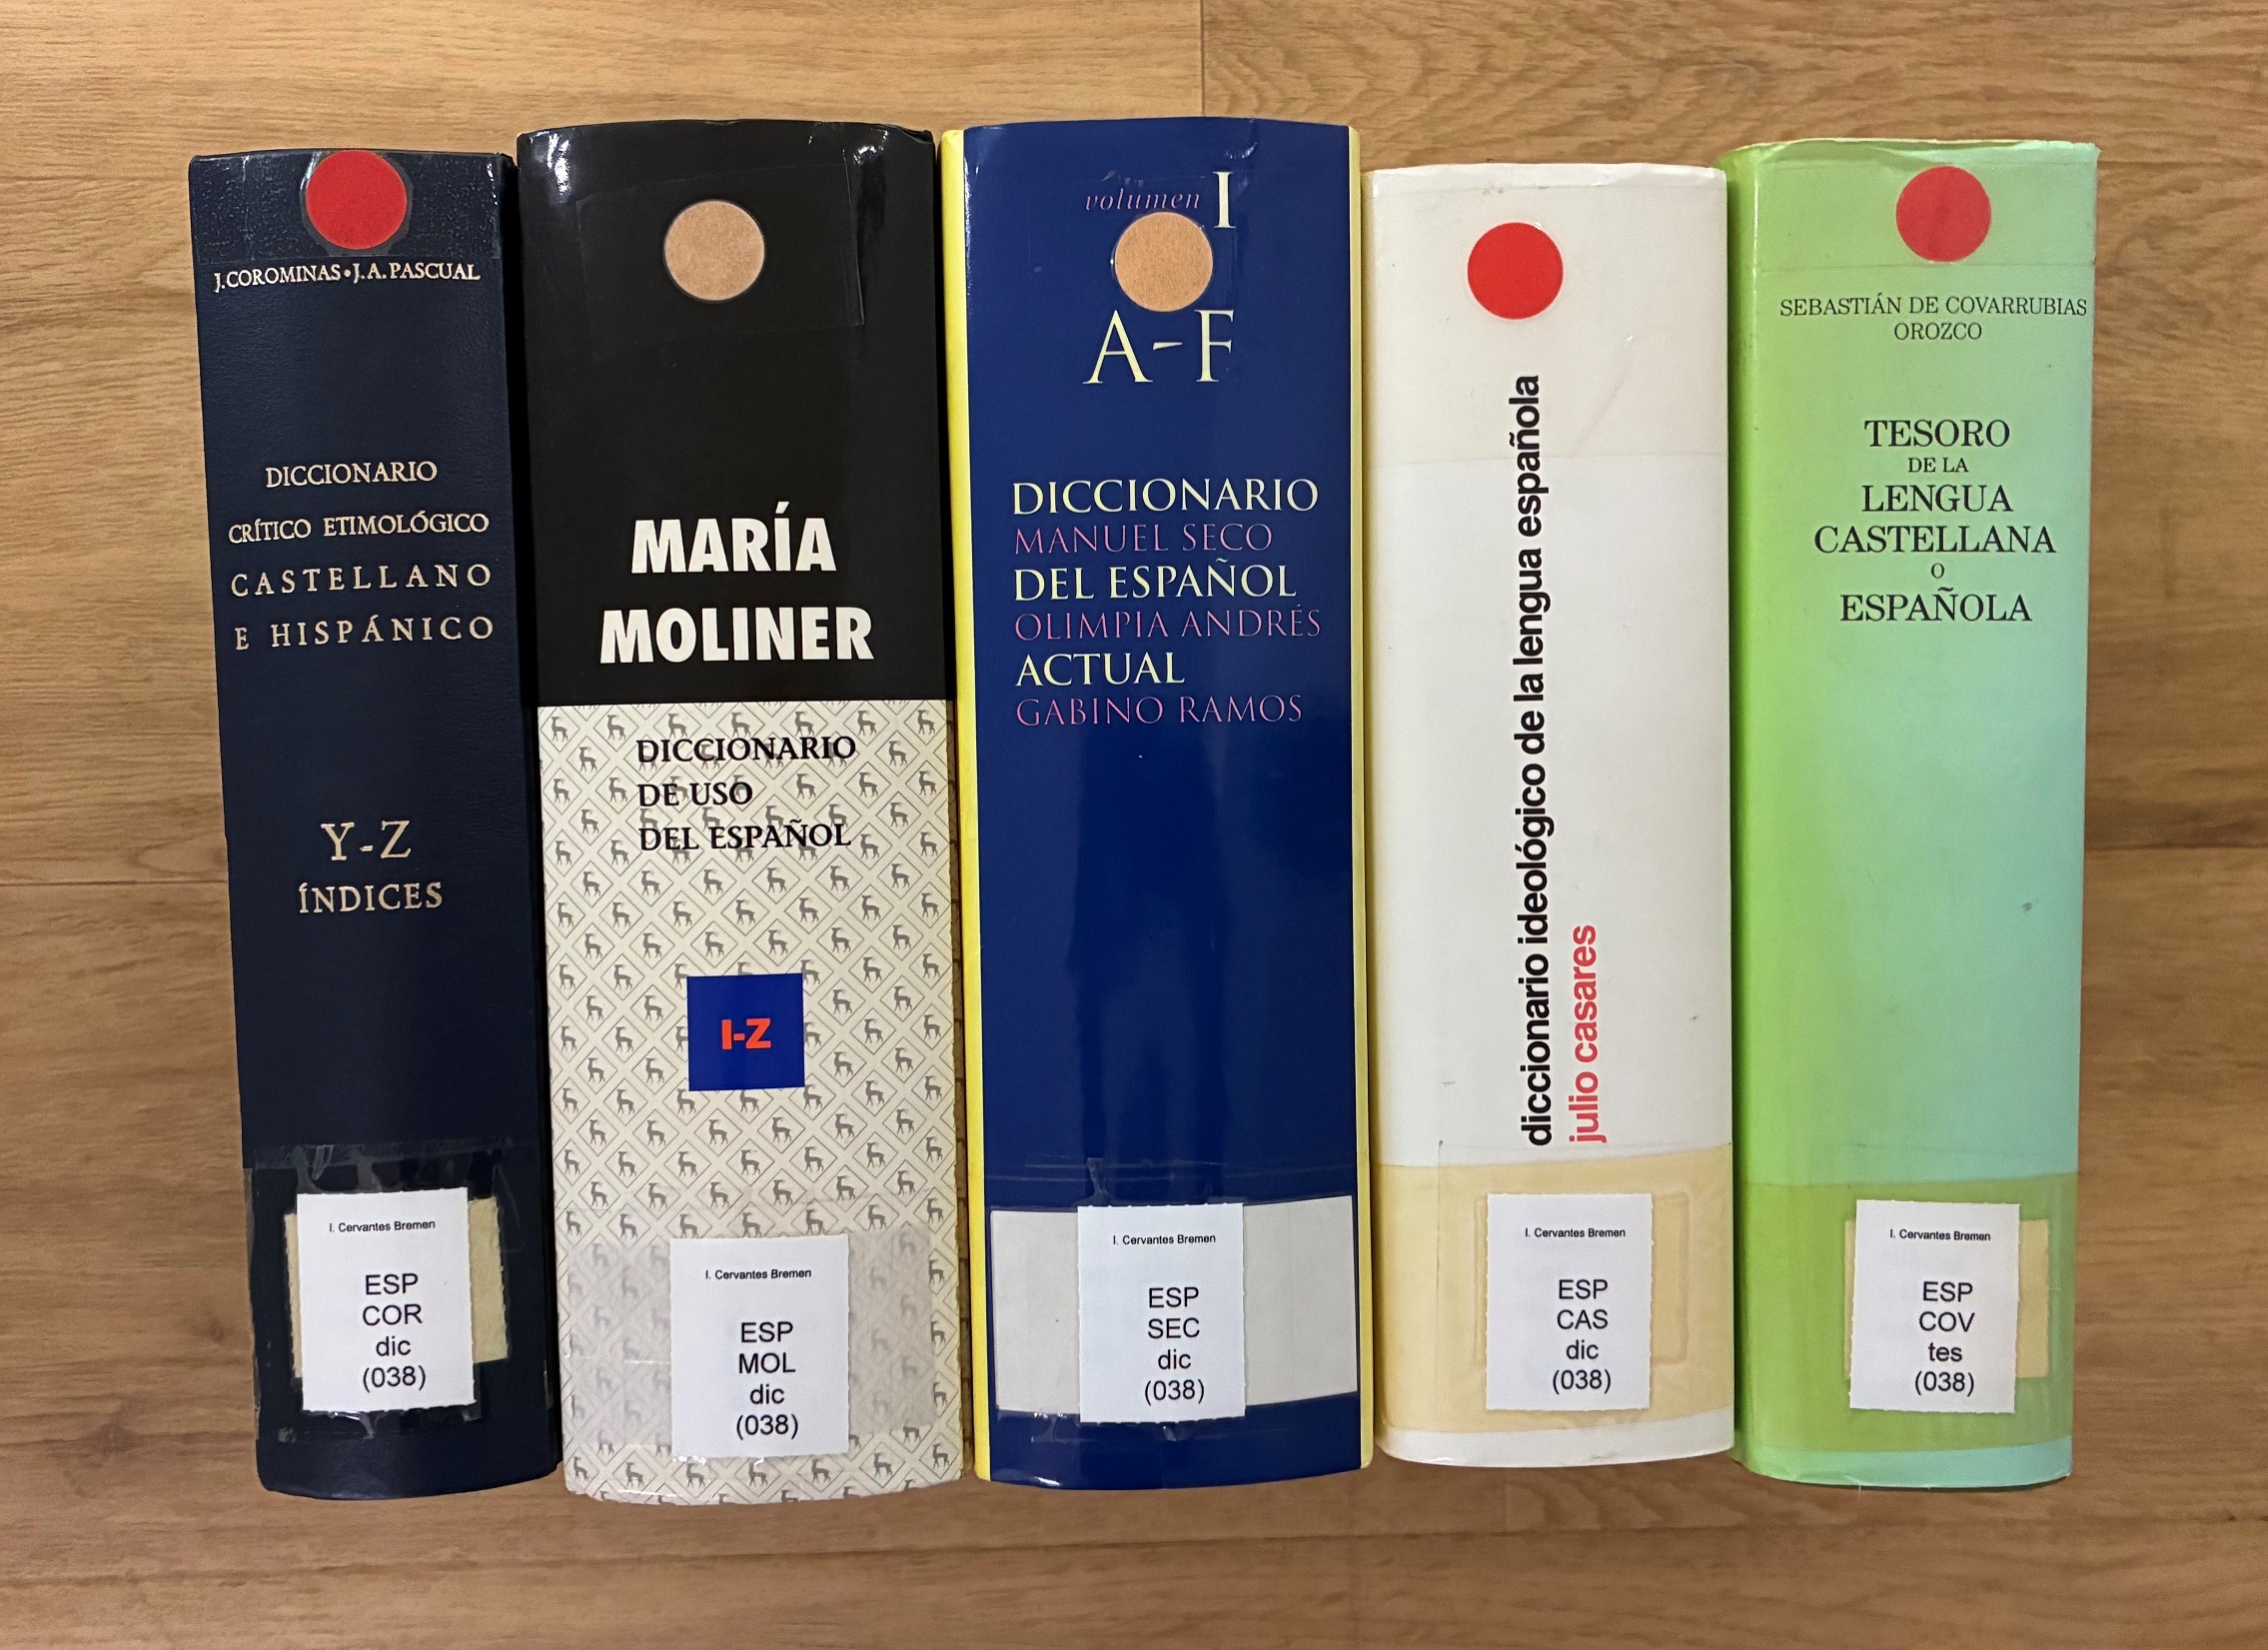 J. COROMINAS • J. A. PASCUAL
DICCIONARIO
CRÍTICO ETIMOLÓGICO
CASTELLANO
E HISPÁNICO
Y-Z
ÍNDICES
I. Cervantes Bremen
ESP
COR
dic
(038)
MARÍA
MOLINER
DICCIONARIO
DE USO
DEL ESPAÑOL
I-Z
I. Cervantes Bremen
ESP
MOL
dic
(038)
volumen I
A-F
DICCIONARIO
MANUEL SECO
DEL ESPAÑOL
OLIMPIA ANDRÉS
ACTUAL
GABINO RAMOS
I. Cervantes Bremen
ESP
SEC
dic
(038)
diccionario ideológico de la lengua española
julio casares
I. Cervantes Bremen
ESP
CAS
dic
(038)
SEBASTIÁN DE COVARRUBIAS
OROZCO
TESORO
DE LA
LENGUA
CASTELLANA
O
ESPAÑOLA
I. Cervantes Bremen
ESP
COV
tes
(038)